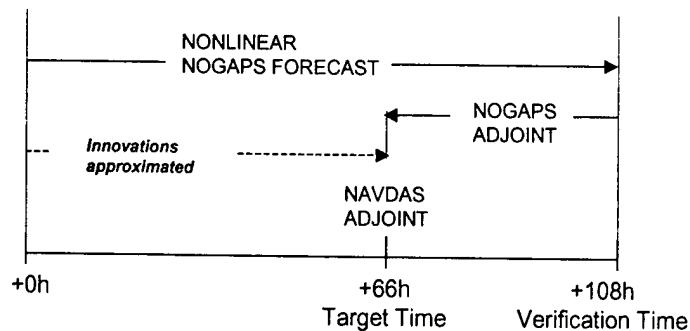 NONLINEAR
NOGAPS FORECAST
NOGAPS
ADJOINT
Innovations
approximated
NAVDAS
ADJOINT
+0h
+66h
+108h
Target Time
Verification Time